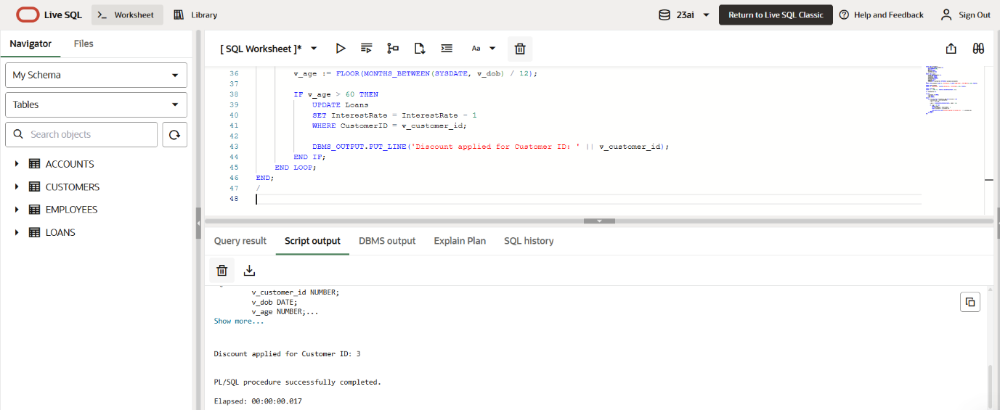 Live SQL
>_ Worksheet
Library
23ai
Return to Live SQL Classic
Help and Feedback
Sign Out
Navigator
Files
My Schema
Tables
Search objects
ACCOUNTS
CUSTOMERS
EMPLOYEES
LOANS
[ SQL Worksheet ]*
Aa
36 v_age := FLOOR(MONTHS_BETWEEN(SYSDATE, v_dob) / 12);
37
38 IF v_age > 60 THEN
39 UPDATE Loans
40 SET InterestRate = InterestRate - 1
41 WHERE CustomerID = v_customer_id;
42
43 DBMS_OUTPUT.PUT_LINE('Discount applied for Customer ID: ' || v_customer_id);
44 END IF;
45 END LOOP;
46 END;
47 /
48
Query result
Script output
DBMS output
Explain Plan
SQL history
v_customer_id NUMBER;
v_dob DATE;
v_age NUMBER;...
Show more...
Discount applied for Customer ID: 3
PL/SQL procedure successfully completed.
Elapsed: 00:00:00.017